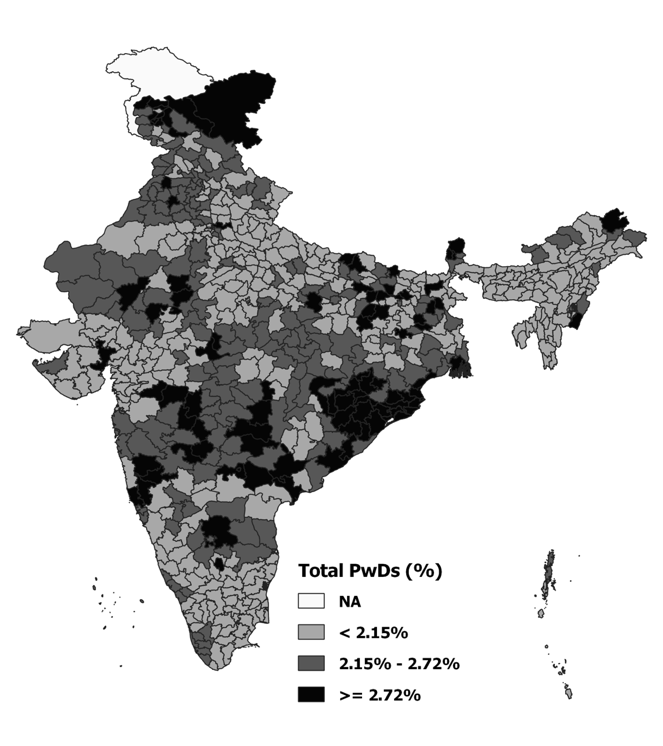 Total PwDs (%)
NA
< 2.15%
2.15% - 2.72%
>= 2.72%